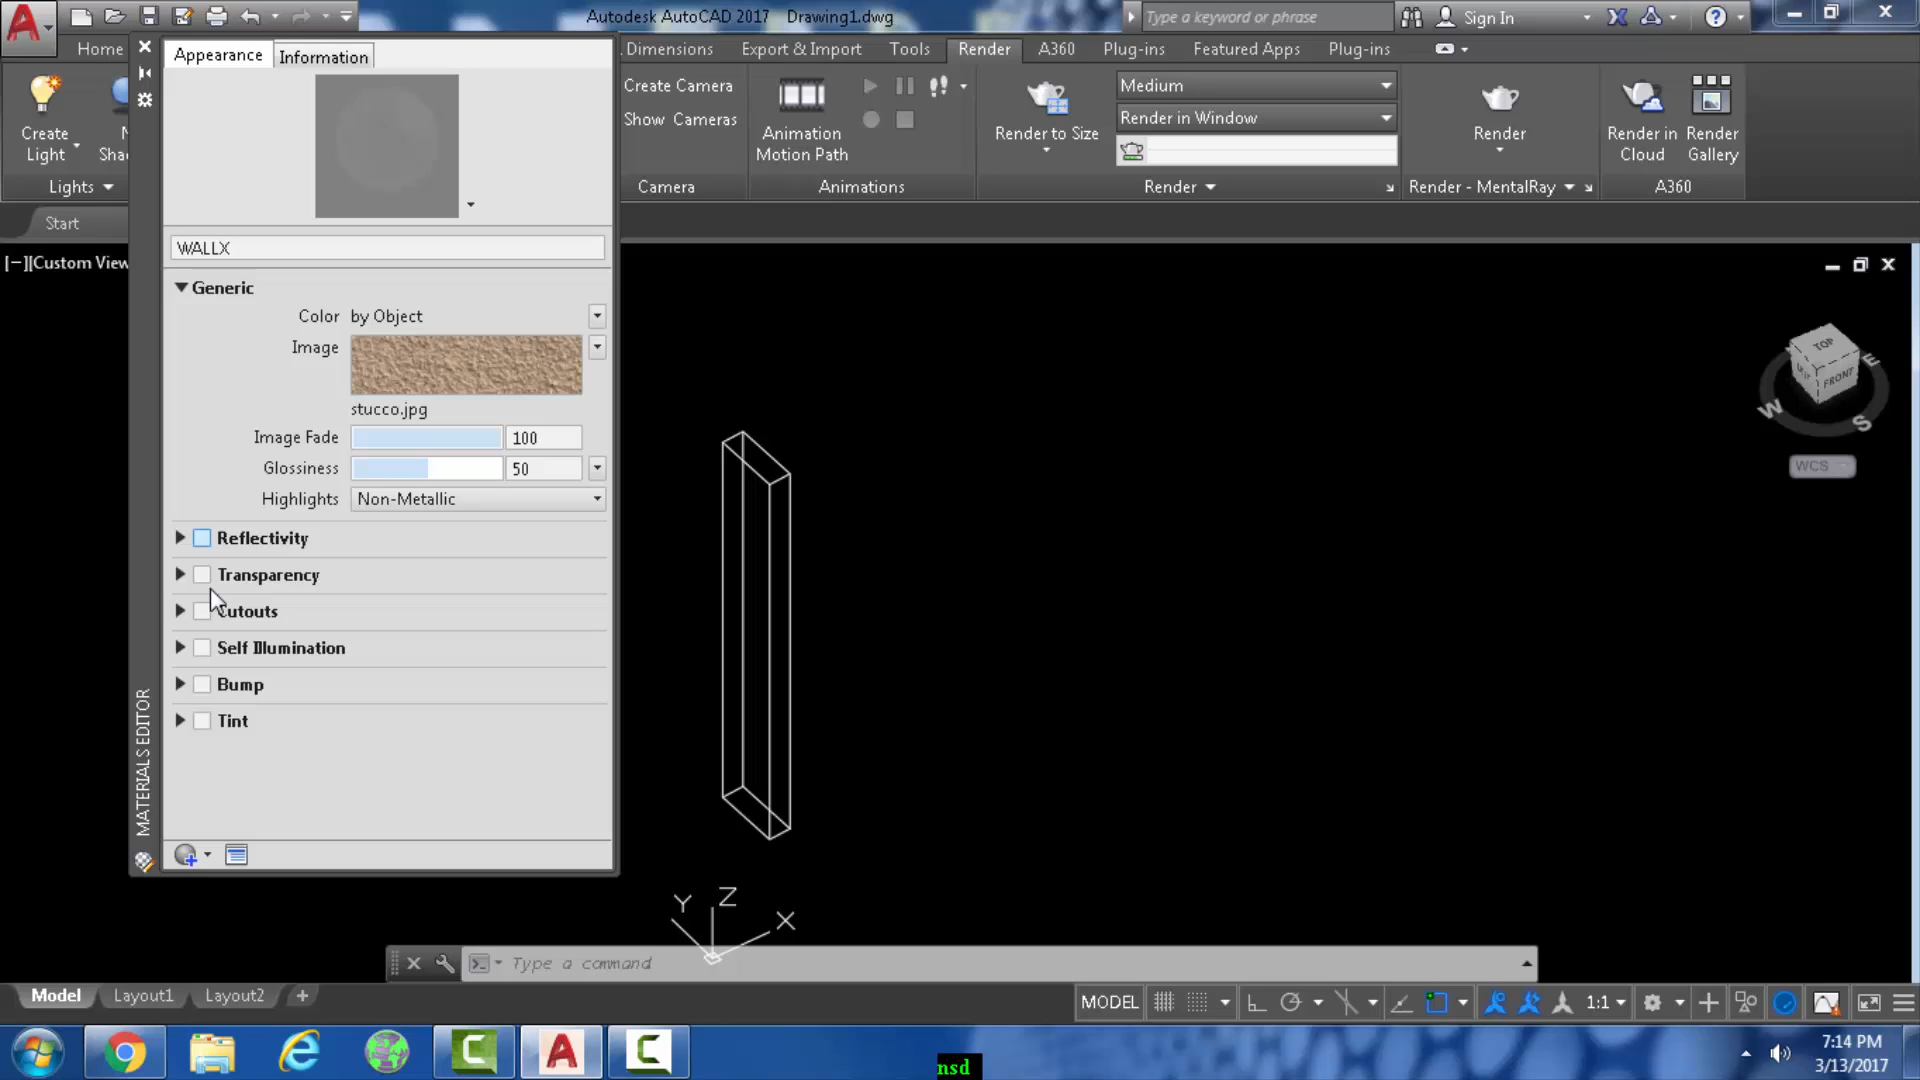 Autodesk AutoCAD 2017 Drawing1.dwg
Type a keyword or phrase
Sign In
Home
Dimensions
Export & Import
Tools
Render
A360
Plug-ins
Featured Apps
Plug-ins
Appearance
Information
Create
Light
Lights
Create Camera
Show Cameras
Camera
Animation
Motion Path
Animations
Render to Size
Medium
Render in Window
Render
Render
Render - MentalRay
Render in
Cloud
Render
Gallery
A360
Start
[−][Custom View
WALLX
Generic
Color by Object
Image
stucco.jpg
Image Fade 100
Glossiness 50
Highlights Non-Metallic
Reflectivity
Transparency
Cutouts
Self Illumination
Bump
Tint
MATERIALS EDITOR
TOP
FRONT
E
W
S
WCS
Y
Z
X
Type a command
Model
Layout1
Layout2
MODEL
1:1
nsd
7:14 PM
3/13/2017